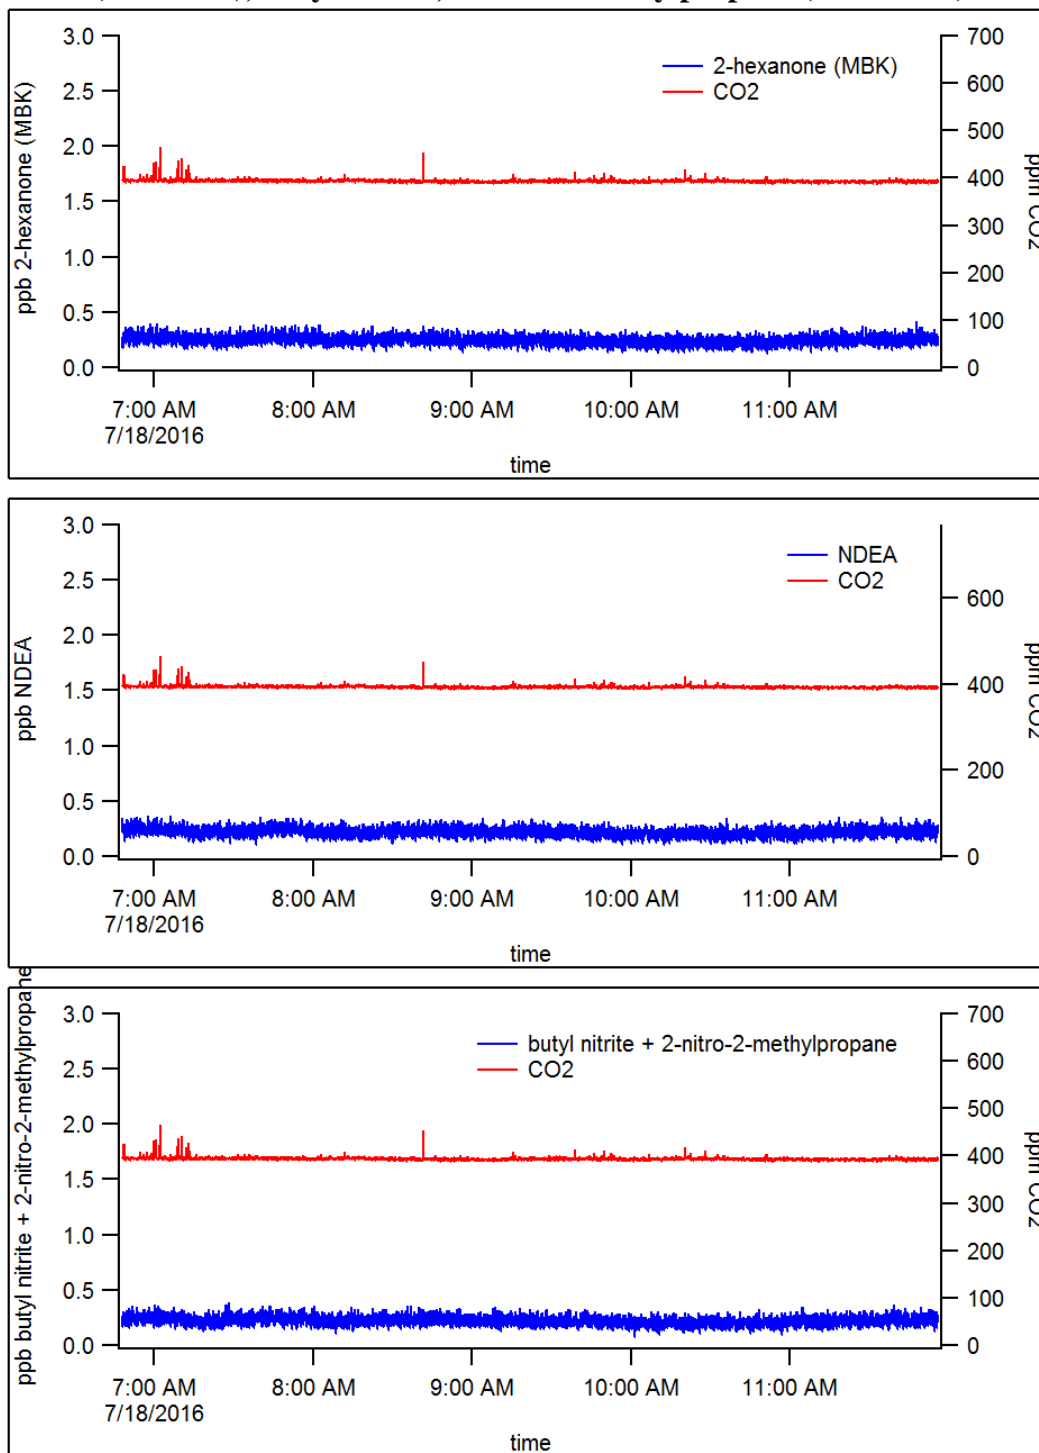 3.0
2.5
2.0
1.5
1.0
0.5
0.0
ppb 2-hexanone (MBK)
2-hexanone (MBK)
CO2
700
600
500
400
300
200
100
0
ppm CO2
7:00 AM
7/18/2016
8:00 AM
9:00 AM
10:00 AM
11:00 AM
time
3.0
2.5
2.0
1.5
1.0
0.5
0.0
ppb NDEA
NDEA
CO2
600
400
200
0
ppm CO2
7:00 AM
7/18/2016
8:00 AM
9:00 AM
10:00 AM
11:00 AM
time
3.0
2.5
2.0
1.5
1.0
0.5
0.0
ppb butyl nitrite + 2-nitro-2-methylpropane
butyl nitrite + 2-nitro-2-methylpropane
CO2
700
600
500
400
300
200
100
0
ppm CO2
7:00 AM
7/18/2016
8:00 AM
9:00 AM
10:00 AM
11:00 AM
time